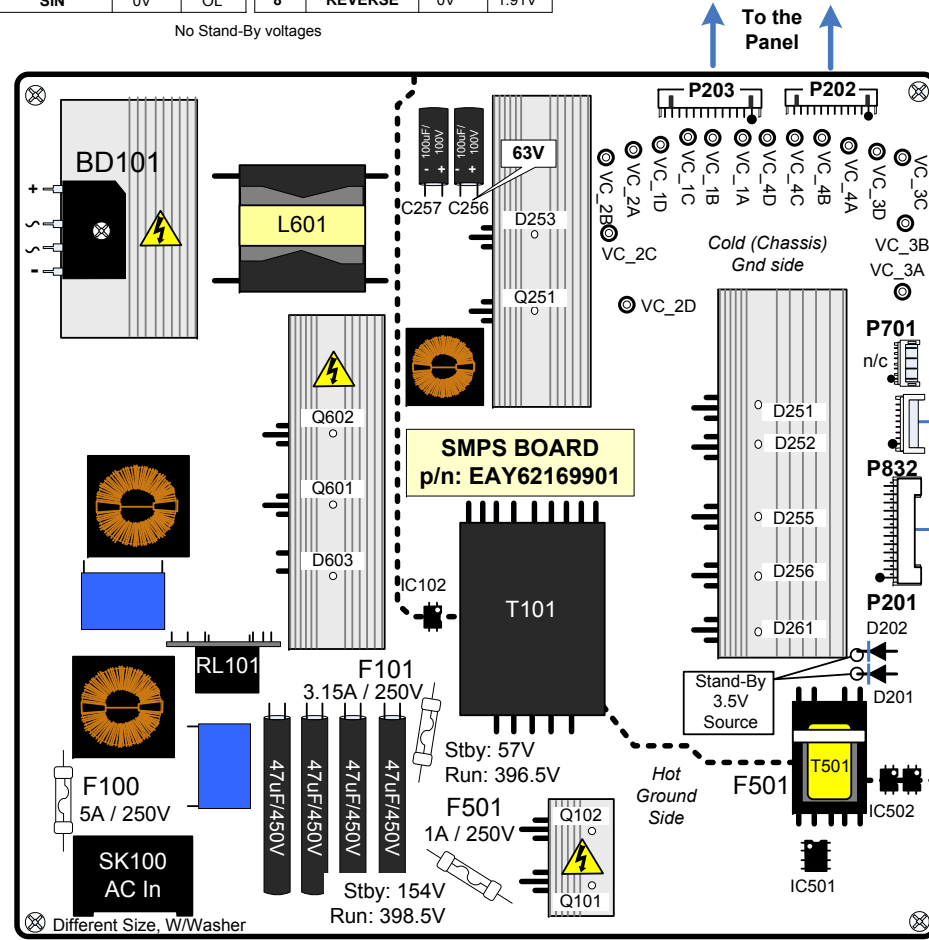 SIN 0V OL 8 REVERSE 0V 1.91V
No Stand-By voltages
To the
Panel
P203
P202
BD101
+
-
L601
100uF/
100V
- +
100uF/
100V
- +
C257
C256
63V
D253
Q251
VC_2B
VC_2A
VC_1D
VC_1C
VC_1B
VC_1A
VC_4D
VC_4C
VC_4B
VC_4A
VC_3D
VC_3C
VC_2C
VC_3B
VC_3A
VC_2D
Cold (Chassis)
Gnd side
P701
n/c
Q602
Q601
D603
SMPS BOARD
p/n: EAY62169901
D251
D252
D255
D256
D261
P832
P201
IC102
T101
D202
D201
Stand-By
3.5V
Source
RL101
F101
3.15A / 250V
Stby: 57V
Run: 396.5V
Hot
Ground
Side
F501
T501
IC502
IC501
F100
5A / 250V
47uF/450V
47uF/450V
47uF/450V
47uF/450V
F501
1A / 250V
Q102
Q101
SK100
AC In
Stby: 154V
Run: 398.5V
Different Size, W/Washer